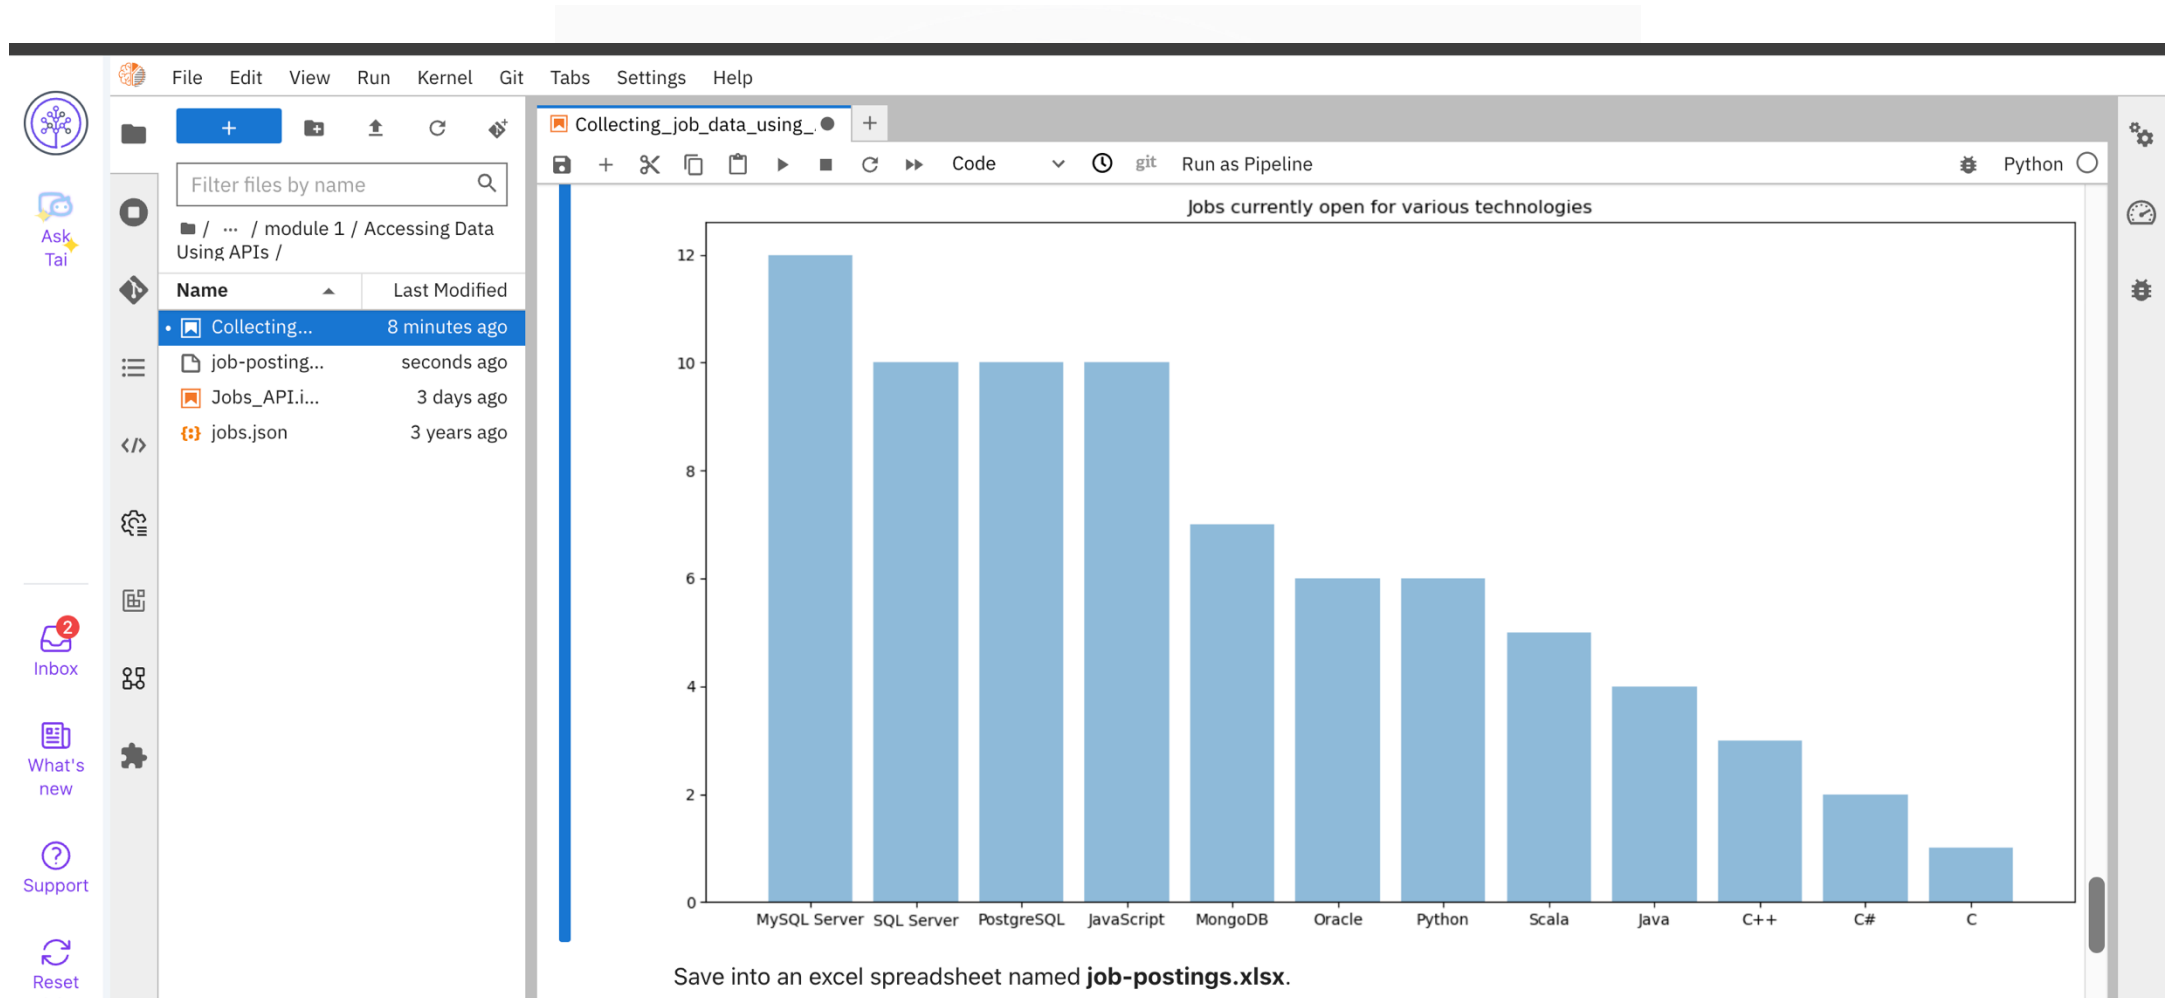 File Edit View Run Kernel Git Tabs Settings Help
Ask
Tai
Inbox
2
What's
new
Support
Reset
+
Filter files by name
/ ··· / module 1 / Accessing Data
Using APIs /
Name Last Modified
Collecting... 8 minutes ago
job-posting... seconds ago
Jobs_API.i... 3 days ago
jobs.json 3 years ago
Collecting_job_data_using_. +
Code git Run as Pipeline Python
Jobs currently open for various technologies
12
10
8
6
4
2
0
MySQL Server SQL Server PostgreSQL JavaScript MongoDB Oracle Python Scala Java C++ C# C
Save into an excel spreadsheet named job-postings.xlsx.